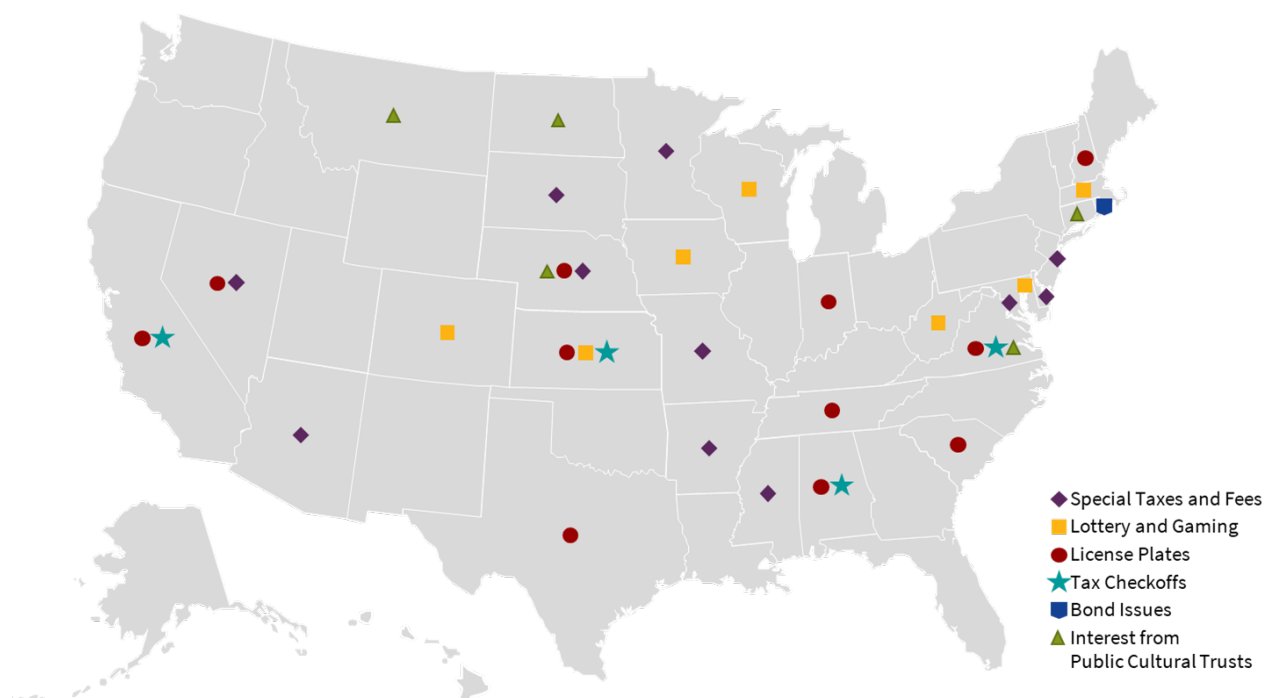 Special Taxes and Fees
Lottery and Gaming
License Plates
Tax Checkoffs
Bond Issues
Interest from
Public Cultural Trusts